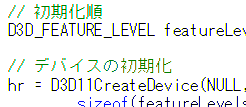 // 初期化順
D3D_FEATURE_LEVEL featureLev
// デバイスの初期化
hr = D3D11CreateDevice(NULL,
sizeof(featureLevels